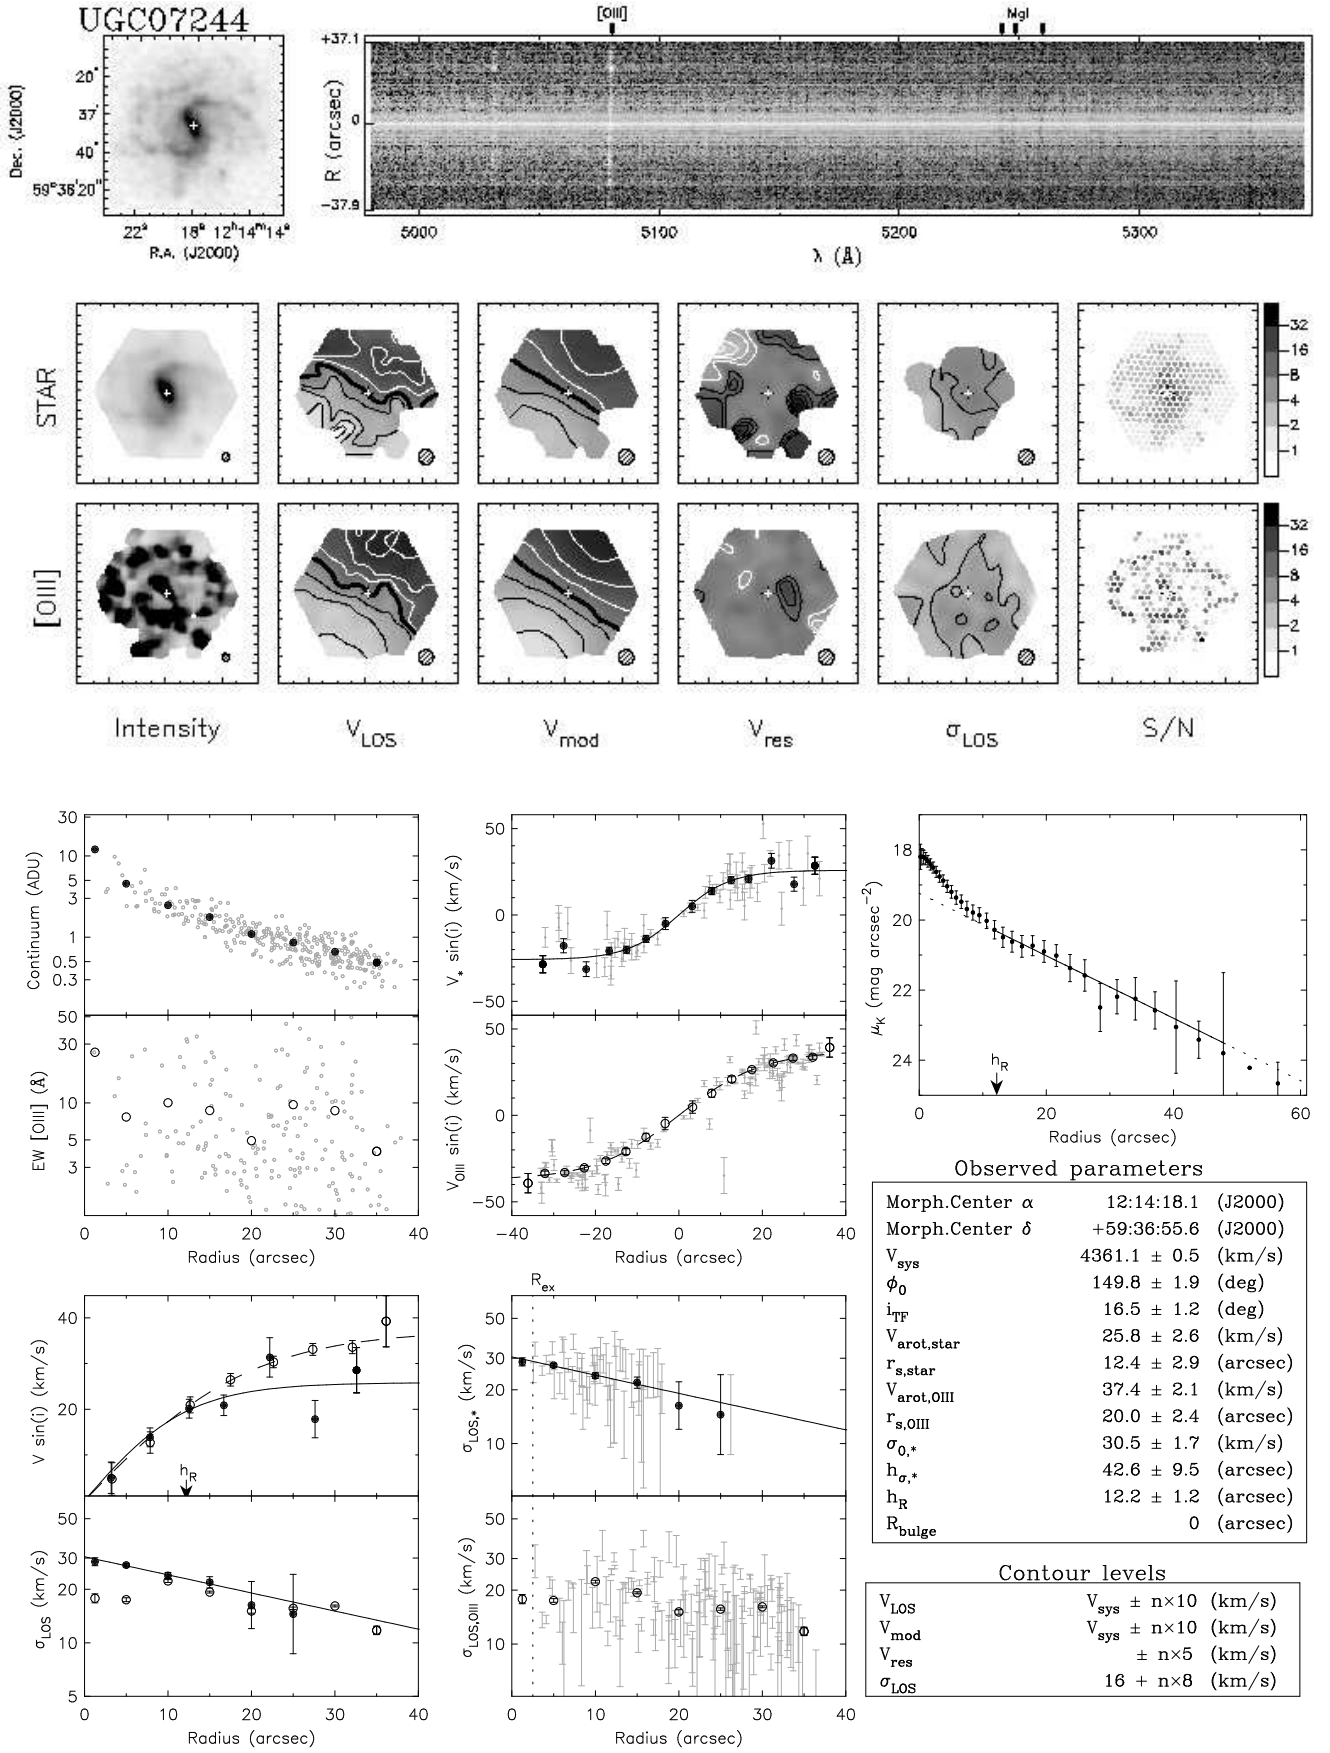 UGC07244
[OIII]
MgI
Dec. (J2000)
20"
37'
40"
59°36'20"
22ˢ 18ˢ 12ʰ14ᵐ14ˢ
R.A. (J2000)
R (arcsec)
+37.1
0
−37.9
5000 5100 5200 5300
λ (Å)
STAR
32
16
8
4
2
1
[OIII]
32
16
8
4
2
1
Intensity V_LOS V_mod V_res σ_LOS S/N
Continuum (ADU)
30
10
5
3
1
0.5
0.3
EW [OIII] (Å)
50
30
10
5
3
0 10 20 30 40
Radius (arcsec)
V_* sin(i) (km/s)
50
0
−50
V_OIII sin(i) (km/s)
50
0
−50
−40 −20 0 20 40
Radius (arcsec)
μ_K (mag arcsec⁻²)
18
20
22
24
h_R
0 20 40 60
Radius (arcsec)
V sin(i) (km/s)
40
20
h_R
σ_LOS (km/s)
50
30
20
10
5
0 10 20 30 40
Radius (arcsec)
R_ex
σ_LOS,* (km/s)
50
30
20
10
σ_LOS,OIII (km/s)
50
30
20
10
0 10 20 30 40
Radius (arcsec)
Observed parameters
Morph.Center α 12:14:18.1 (J2000)
Morph.Center δ +59:36:55.6 (J2000)
V_sys 4361.1 ± 0.5 (km/s)
φ_0 149.8 ± 1.9 (deg)
i_TF 16.5 ± 1.2 (deg)
V_arot,star 25.8 ± 2.6 (km/s)
r_s,star 12.4 ± 2.9 (arcsec)
V_arot,OIII 37.4 ± 2.1 (km/s)
r_s,OIII 20.0 ± 2.4 (arcsec)
σ_0,* 30.5 ± 1.7 (km/s)
h_σ,* 42.6 ± 9.5 (arcsec)
h_R 12.2 ± 1.2 (arcsec)
R_bulge 0 (arcsec)
Contour levels
V_LOS V_sys ± n×10 (km/s)
V_mod V_sys ± n×10 (km/s)
V_res ± n×5 (km/s)
σ_LOS 16 + n×8 (km/s)